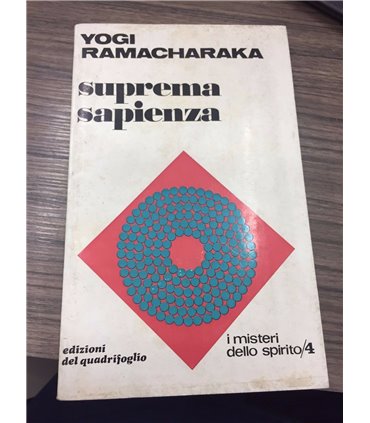 YOGI
RAMACHARAKA
suprema
sapienza
i misteri
dello spirito/4
edizioni
del quadrifoglio